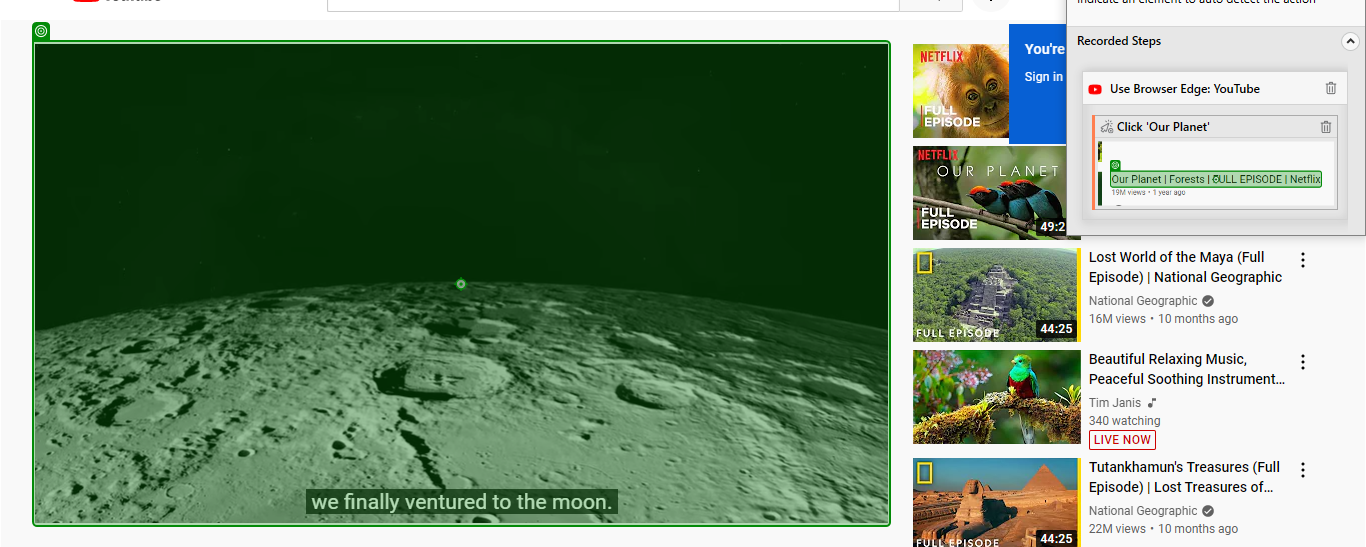 Indicate an element to auto detect the action
Recorded Steps
Use Browser Edge: YouTube
Click 'Our Planet'
Our Planet | Forests | FULL EPISODE | Netflix
19M views • 1 year ago
we finally ventured to the moon.
NETFLIX
FULL
EPISODE
You're
Sign in
NETFLIX
OUR PLANET
FULL
EPISODE
49:2
FULL EPISODE
44:25
Lost World of the Maya (Full
Episode) | National Geographic
National Geographic
16M views • 10 months ago
Beautiful Relaxing Music,
Peaceful Soothing Instrument...
Tim Janis
340 watching
LIVE NOW
FULL EPISODE
44:25
Tutankhamun's Treasures (Full
Episode) | Lost Treasures of...
National Geographic
22M views • 10 months ago